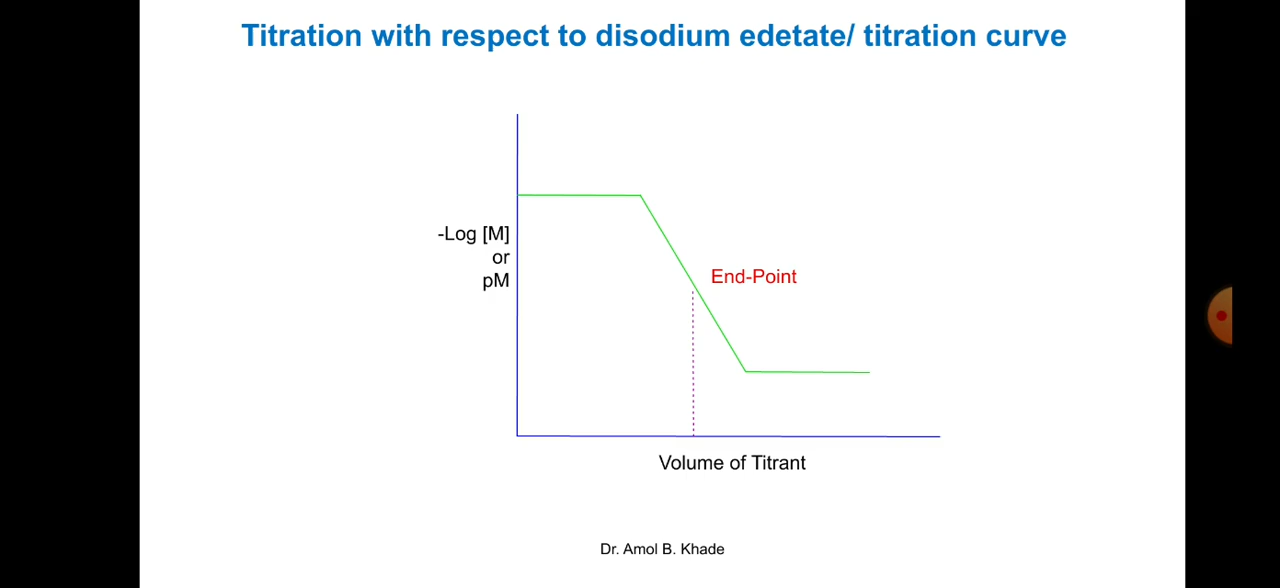 Titration with respect to disodium edetate/ titration curve
-Log [M]
or
pM
End-Point
Volume of Titrant
Dr. Amol B. Khade